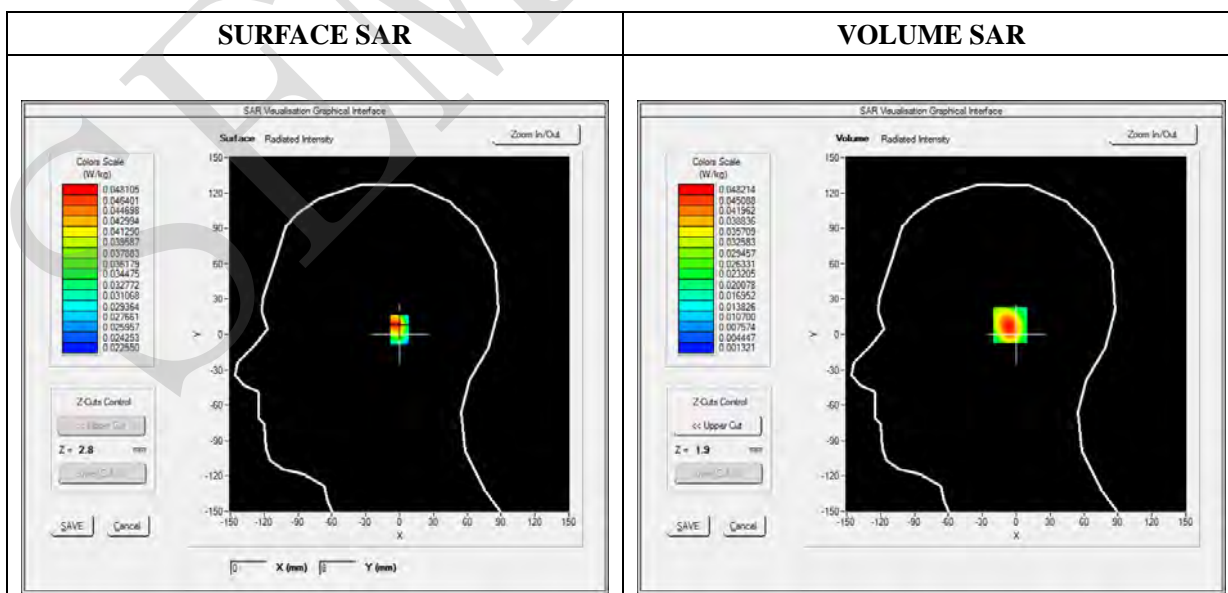 SURFACE SAR
VOLUME SAR
SAR Visualisation Graphical Interface
Surface Radiated Intensity
Zoom In/Out
Colors Scale
(W/kg)
0.048105
0.046401
0.044698
0.042994
0.041290
0.039587
0.037883
0.036179
0.034475
0.032772
0.031068
0.029364
0.027661
0.025957
0.024253
0.022550
150
120
90
60
30
0
-30
-60
-90
-120
-150
Y
-150 -120 -90 -60 -30 0 30 60 90 120 150
X
Z-Cuts Control
<< Upper Cut
Z = 2.8 mm
SAVE Cancel
0 X (mm) 8 Y (mm)
SAR Visualisation Graphical Interface
Volume Radiated Intensity
Zoom In/Out
Colors Scale
(W/kg)
0.048214
0.045088
0.041962
0.038836
0.035709
0.032583
0.029457
0.026331
0.023205
0.020078
0.016952
0.013826
0.010700
0.007574
0.004447
0.001321
150
120
90
60
30
0
-30
-60
-90
-120
-150
Y
-150 -120 -90 -60 -30 0 30 60 90 120 150
X
Z-Cuts Control
<< Upper Cut
Z = 1.9 mm
SAVE Cancel